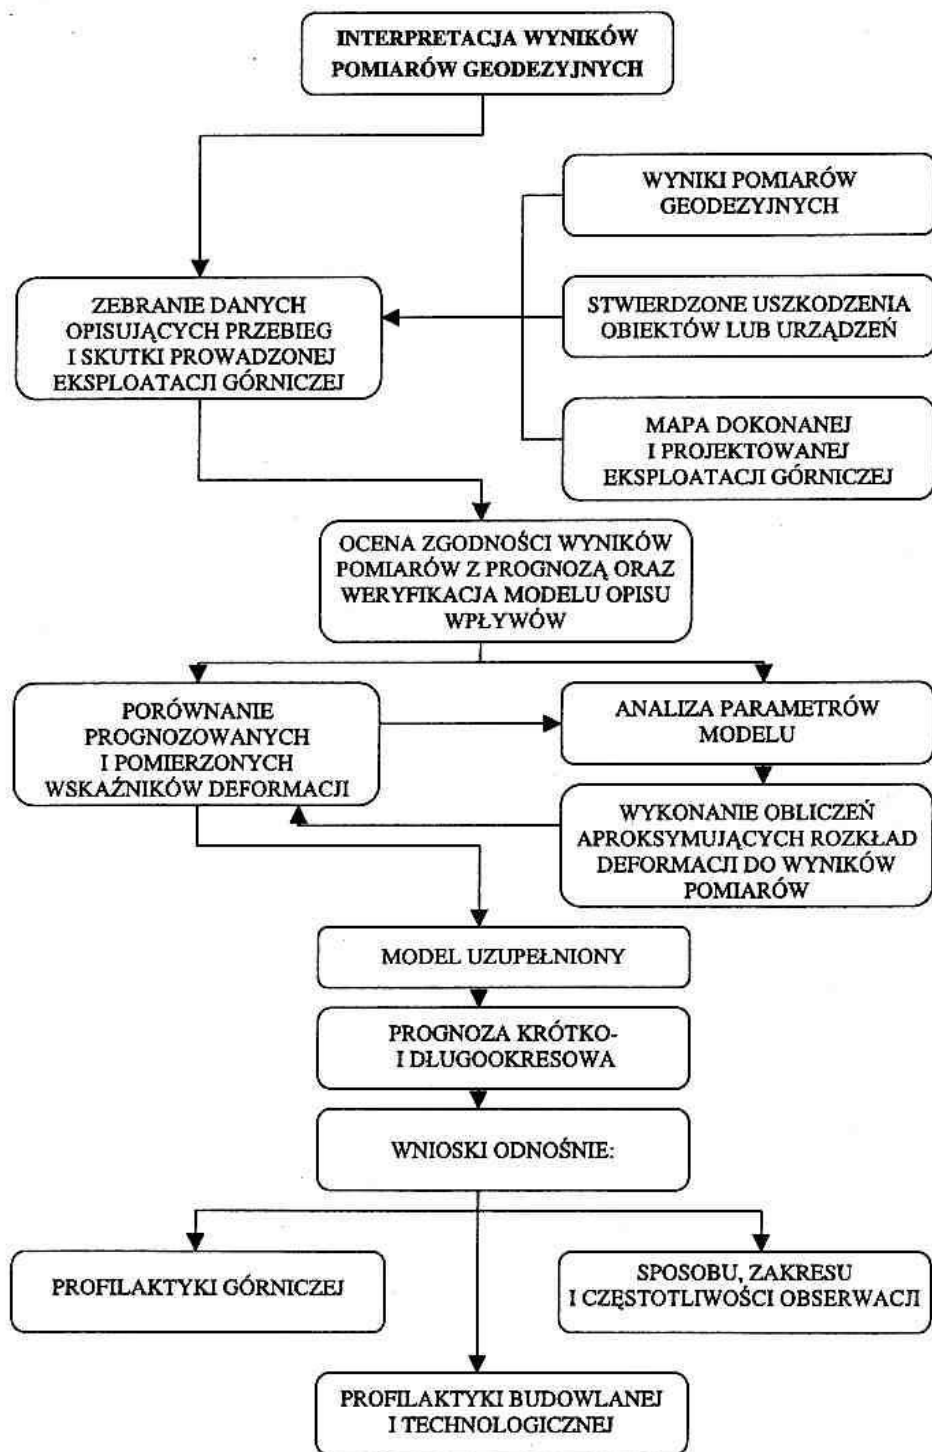 INTERPRETACJA WYNIKÓW
POMIARÓW GEODEZYJNYCH
WYNIKI POMIARÓW
GEODEZYJNYCH
ZEBRANIE DANYCH
OPISUJĄCYCH PRZEBIEG
I SKUTKI PROWADZONEJ
EKSPLOATACJI GÓRNICZEJ
STWIERDZONE USZKODZENIA
OBIEKTÓW LUB URZĄDZEŃ
MAPA DOKONANEJ
I PROJEKTOWANEJ
EKSPLOATACJI GÓRNICZEJ
OCENA ZGODNOŚCI WYNIKÓW
POMIARÓW Z PROGNOZĄ ORAZ
WERYFIKACJA MODELU OPISU
WPŁYWÓW
PORÓWNANIE
PROGNOZOWANYCH
I POMIERZONYCH
WSKAŹNIKÓW DEFORMACJI
ANALIZA PARAMETRÓW
MODELU
WYKONANIE OBLICZEŃ
APROKSYMUJĄCYCH ROZKŁAD
DEFORMACJI DO WYNIKÓW
POMIARÓW
MODEL UZUPEŁNIONY
PROGNOZA KRÓTKO-
I DŁUGOOKRESOWA
WNIOSKI ODNOŚNIE:
PROFILAKTYKI GÓRNICZEJ
SPOSOBU, ZAKRESU
I CZĘSTOTLIWOŚCI OBSERWACJI
PROFILAKTYKI BUDOWLANEJ
I TECHNOLOGICZNEJ